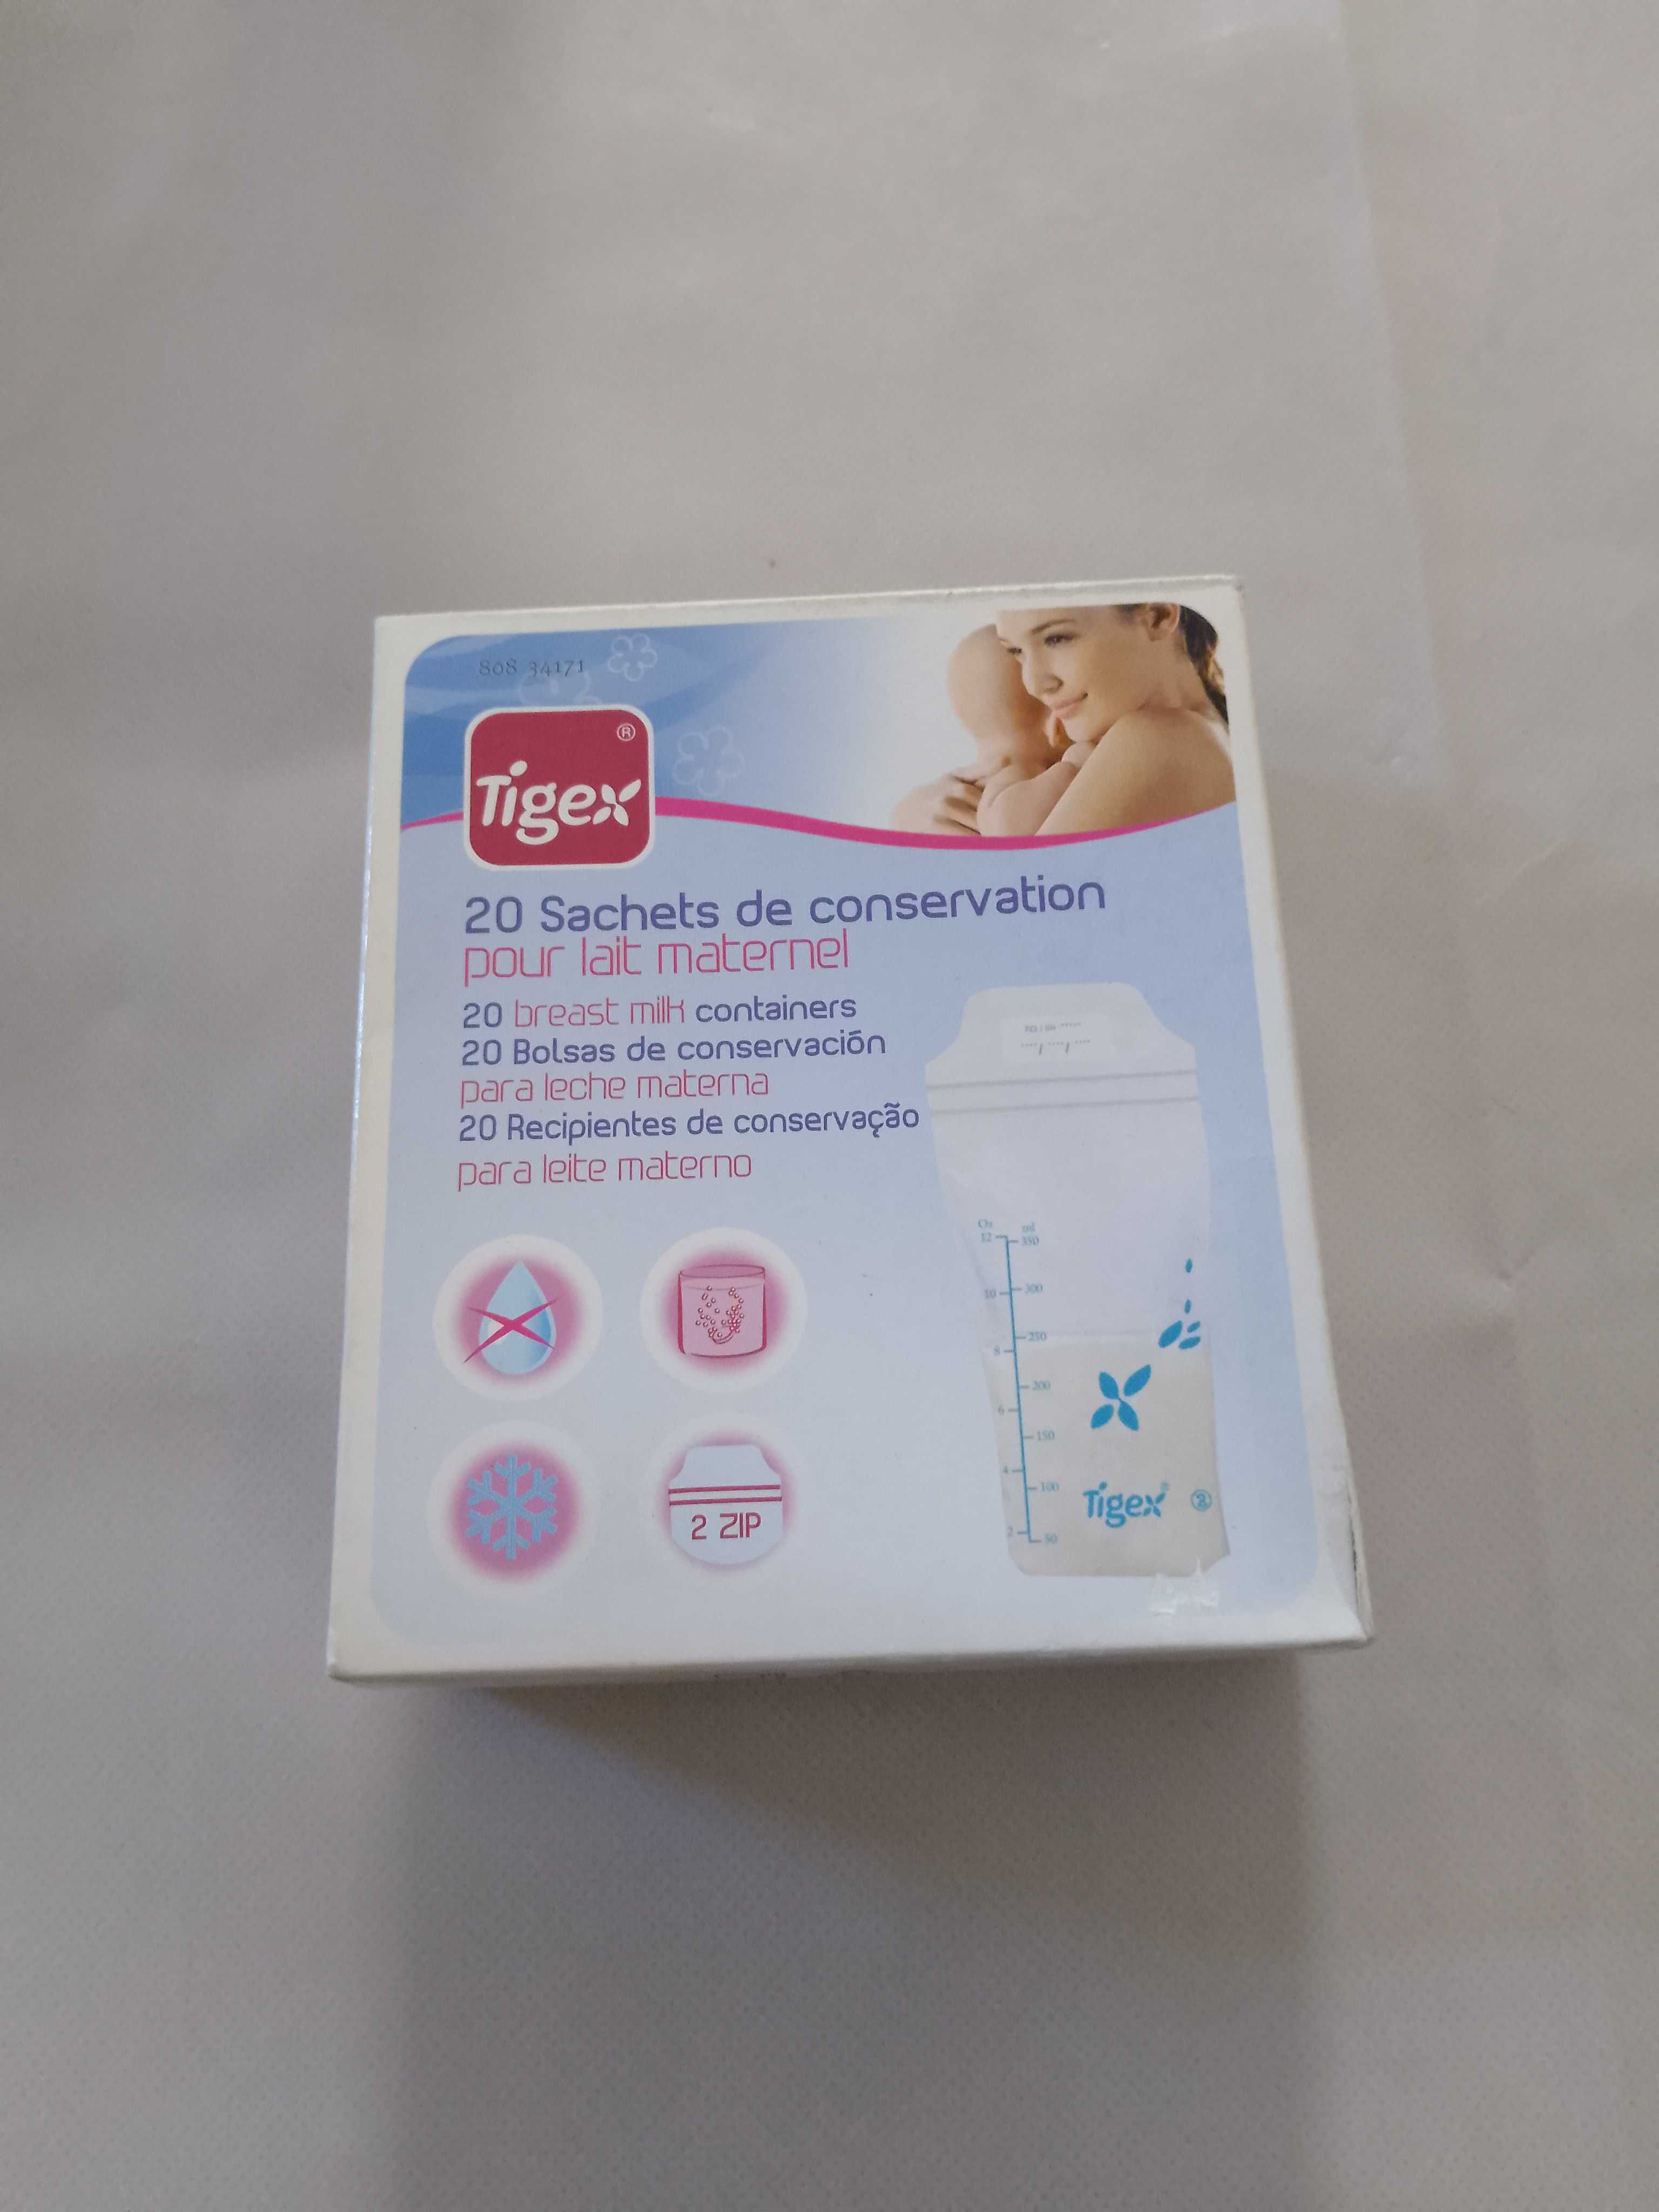 808 34171
Tigex®
20 Sachets de conservation
pour lait maternel
20 breast milk containers
20 Bolsas de conservación
para leche materna
20 Recipientes de conservação
para leite materno
Oz ml
12 350
10 300
250
8
200
6
150
4
100
2
50
Tigex ②
2 ZIP